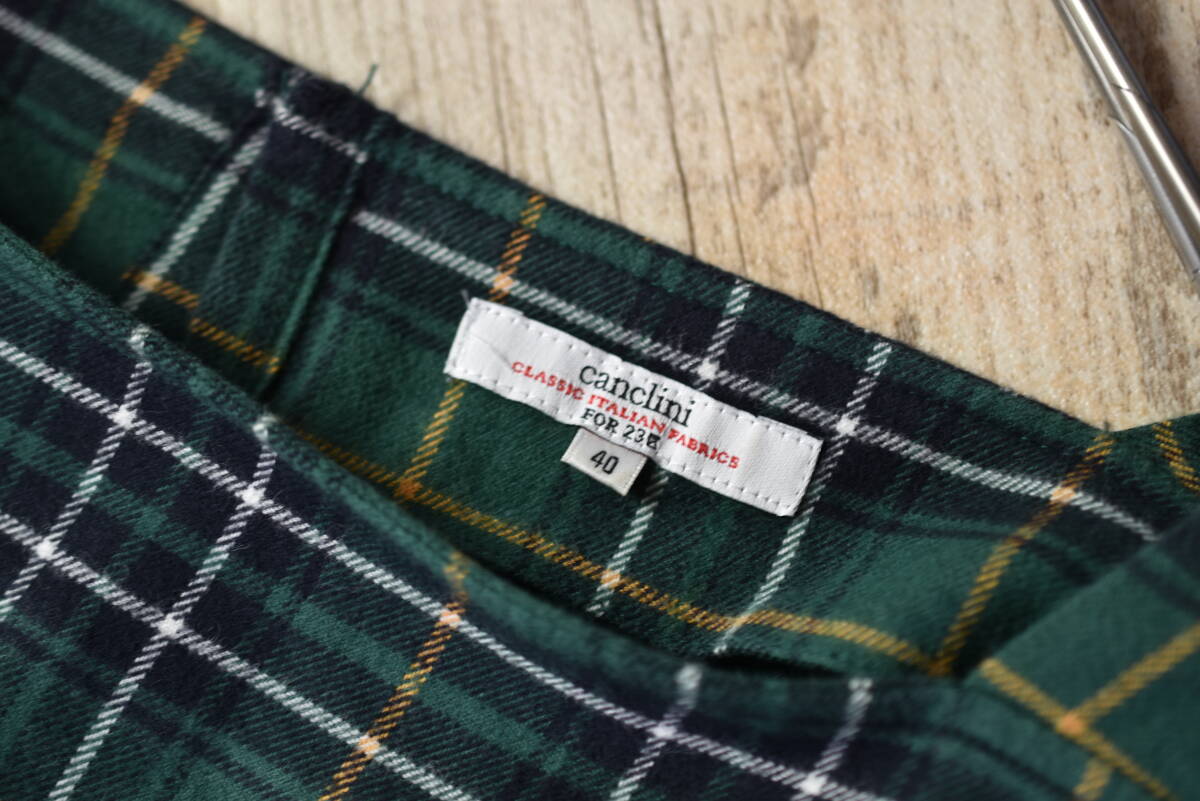 canclini
CLASSIC ITALIAN FABRICS
FOR 23区
40